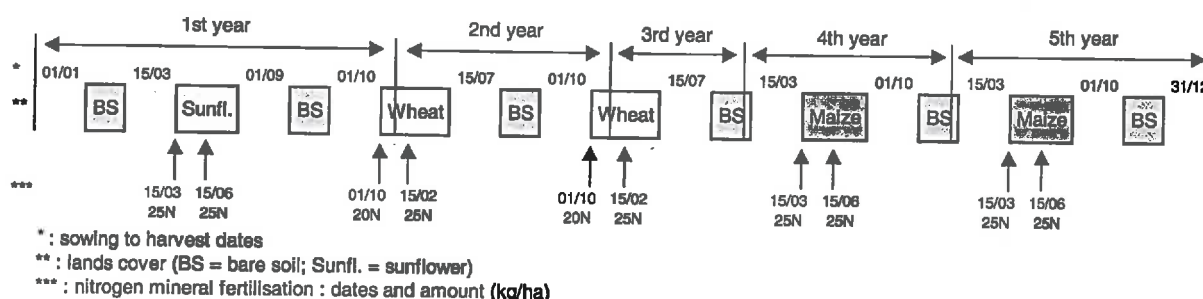 1st year 2nd year 3rd year 4th year 5th year
* 01/01 15/03 01/09 01/10 15/07 01/10 15/07 15/03 01/10 15/03 01/10 31/12
** BS Sunfl. BS Wheat BS Wheat BS Maize BS Maize BS
*** 15/03 15/06 01/10 15/02 01/10 15/02 15/03 15/06 15/03 15/06
25N 25N 20N 25N 20N 25N 25N 25N 25N 25N
* : sowing to harvest dates
** : lands cover (BS = bare soil; Sunfl. = sunflower)
*** : nitrogen mineral fertilisation : dates and amount (kg/ha)